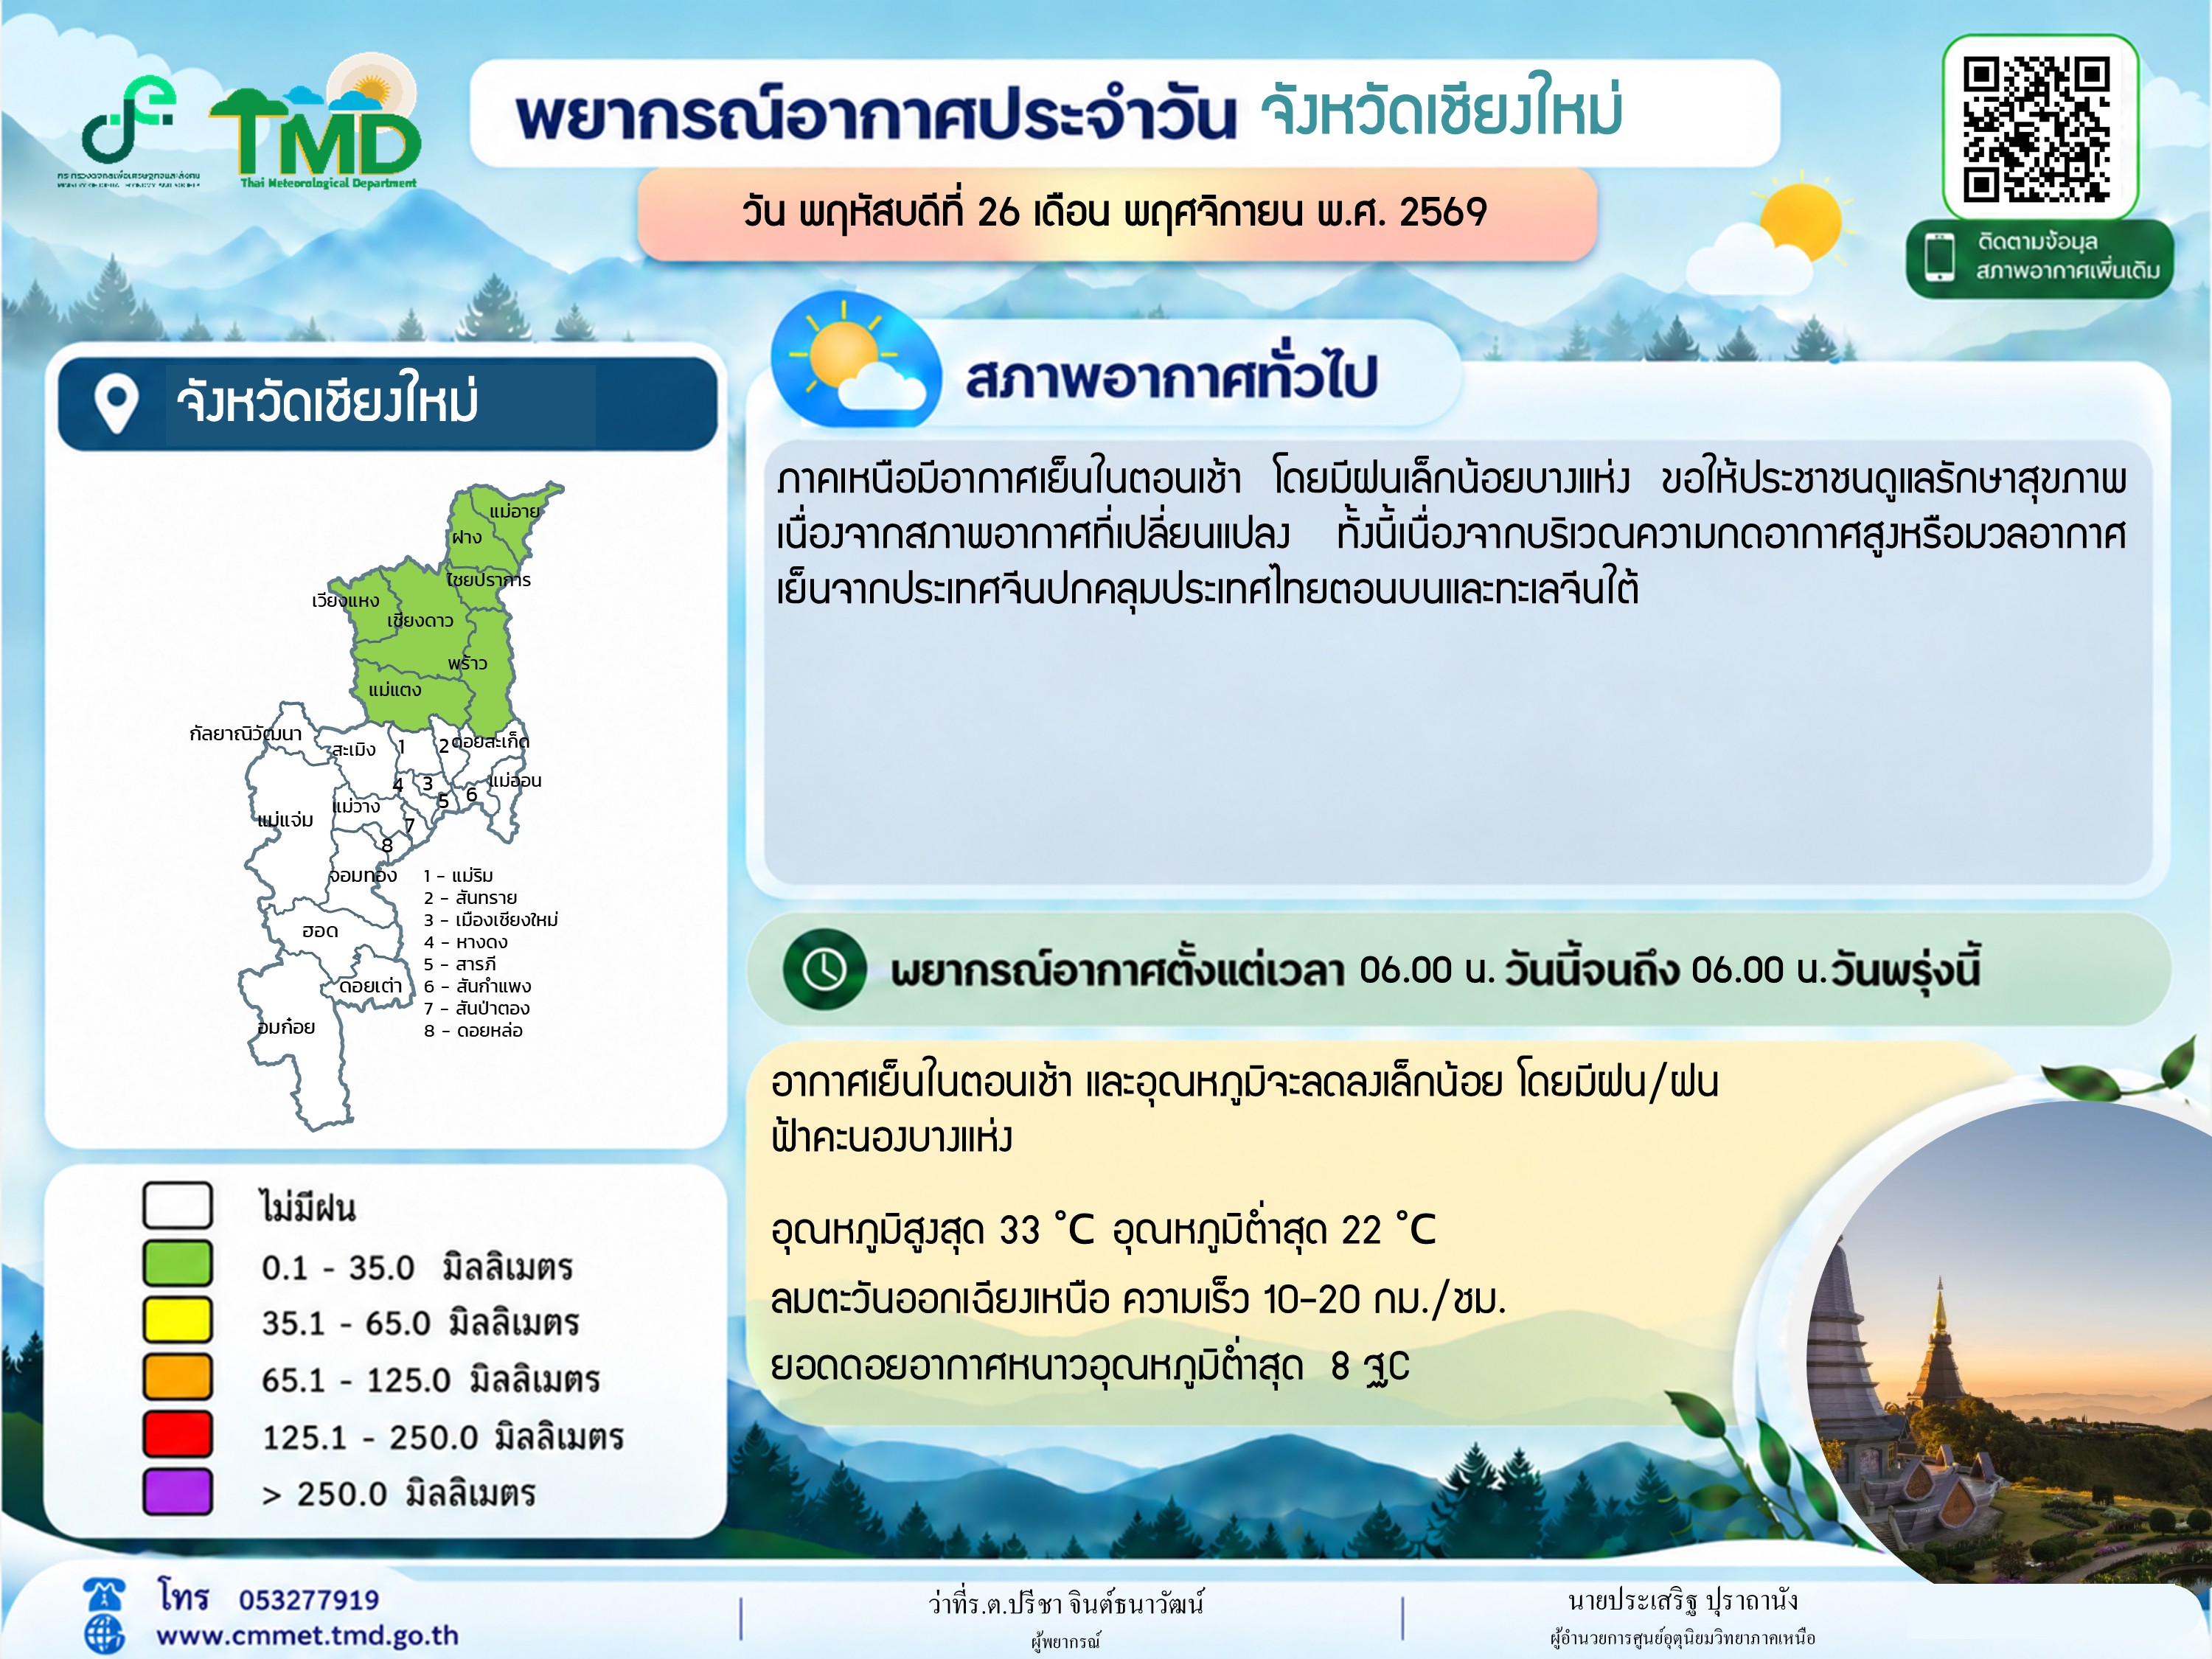 พยากรณ์อากาศประจำวัน จังหวัดเชียงใหม่
TMD
Thai Meteorological Department
วัน พฤหัสบดีที่ 26 เดือน พฤศจิกายน พ.ศ. 2569
ติดตามข้อมุล
สภาพอากาศเพิ่มเติม
จังหวัดเชียงใหม่
แม่อาย
ฝาง
ไชยปราการ
เวียงแหง
เชียงดาว
พร้าว
แม่แตง
กัลยาณิวัฒนา
สะเมิง
1
2
ดอยสะเก็ด
4
3
แม่ออน
5
6
แม่วาง
แม่แจ่ม
7
8
จอมทอง
ฮอด
ดอยเต่า
อมก๋อย
1 - แม่ริม
2 - สันทราย
3 - เมืองเชียงใหม่
4 - หางดง
5 - สารภี
6 - สันกำแพง
7 - สันป่าตอง
8 - ดอยหล่อ
ไม่มีฝน
0.1 - 35.0 มิลลิเมตร
35.1 - 65.0 มิลลิเมตร
65.1 - 125.0 มิลลิเมตร
125.1 - 250.0 มิลลิเมตร
> 250.0 มิลลิเมตร
สภาพอากาศทั่วไป
ภาคเหนือมีอากาศเย็นในตอนเช้า โดยมีฝนเล็กน้อยบางแห่ง ขอให้ประชาชนดูแลรักษาสุขภาพ
เนื่องจากสภาพอากาศที่เปลี่ยนแปลง ทั้งนี้เนื่องจากบริเวณความกดอากาศสูงหรือมวลอากาศ
เย็นจากประเทศจีนปกคลุมประเทศไทยตอนบนและทะเลจีนใต้
พยากรณ์อากาศตั้งแต่เวลา 06.00 น. วันนี้จนถึง 06.00 น. วันพรุ่งนี้
อากาศเย็นในตอนเช้า และอุณหภูมิจะลดลงเล็กน้อย โดยมีฝน/ฝน
ฟ้าคะนองบางแห่ง
อุณหภูมิสูงสุด 33 °C อุณหภูมิต่ำสุด 22 °C
ลมตะวันออกเฉียงเหนือ ความเร็ว 10-20 กม./ชม.
ยอดดอยอากาศหนาวอุณหภูมิต่ำสุด 8 ฐC
โทร 053277919
www.cmmet.tmd.go.th
ว่าที่ร.ต.ปรีชา จินต์ธนาวัฒน์
ผู้พยากรณ์
นายประเสริฐ ปุราถานัง
ผู้อำนวยการศูนย์อุตุนิยมวิทยาภาคเหนือ